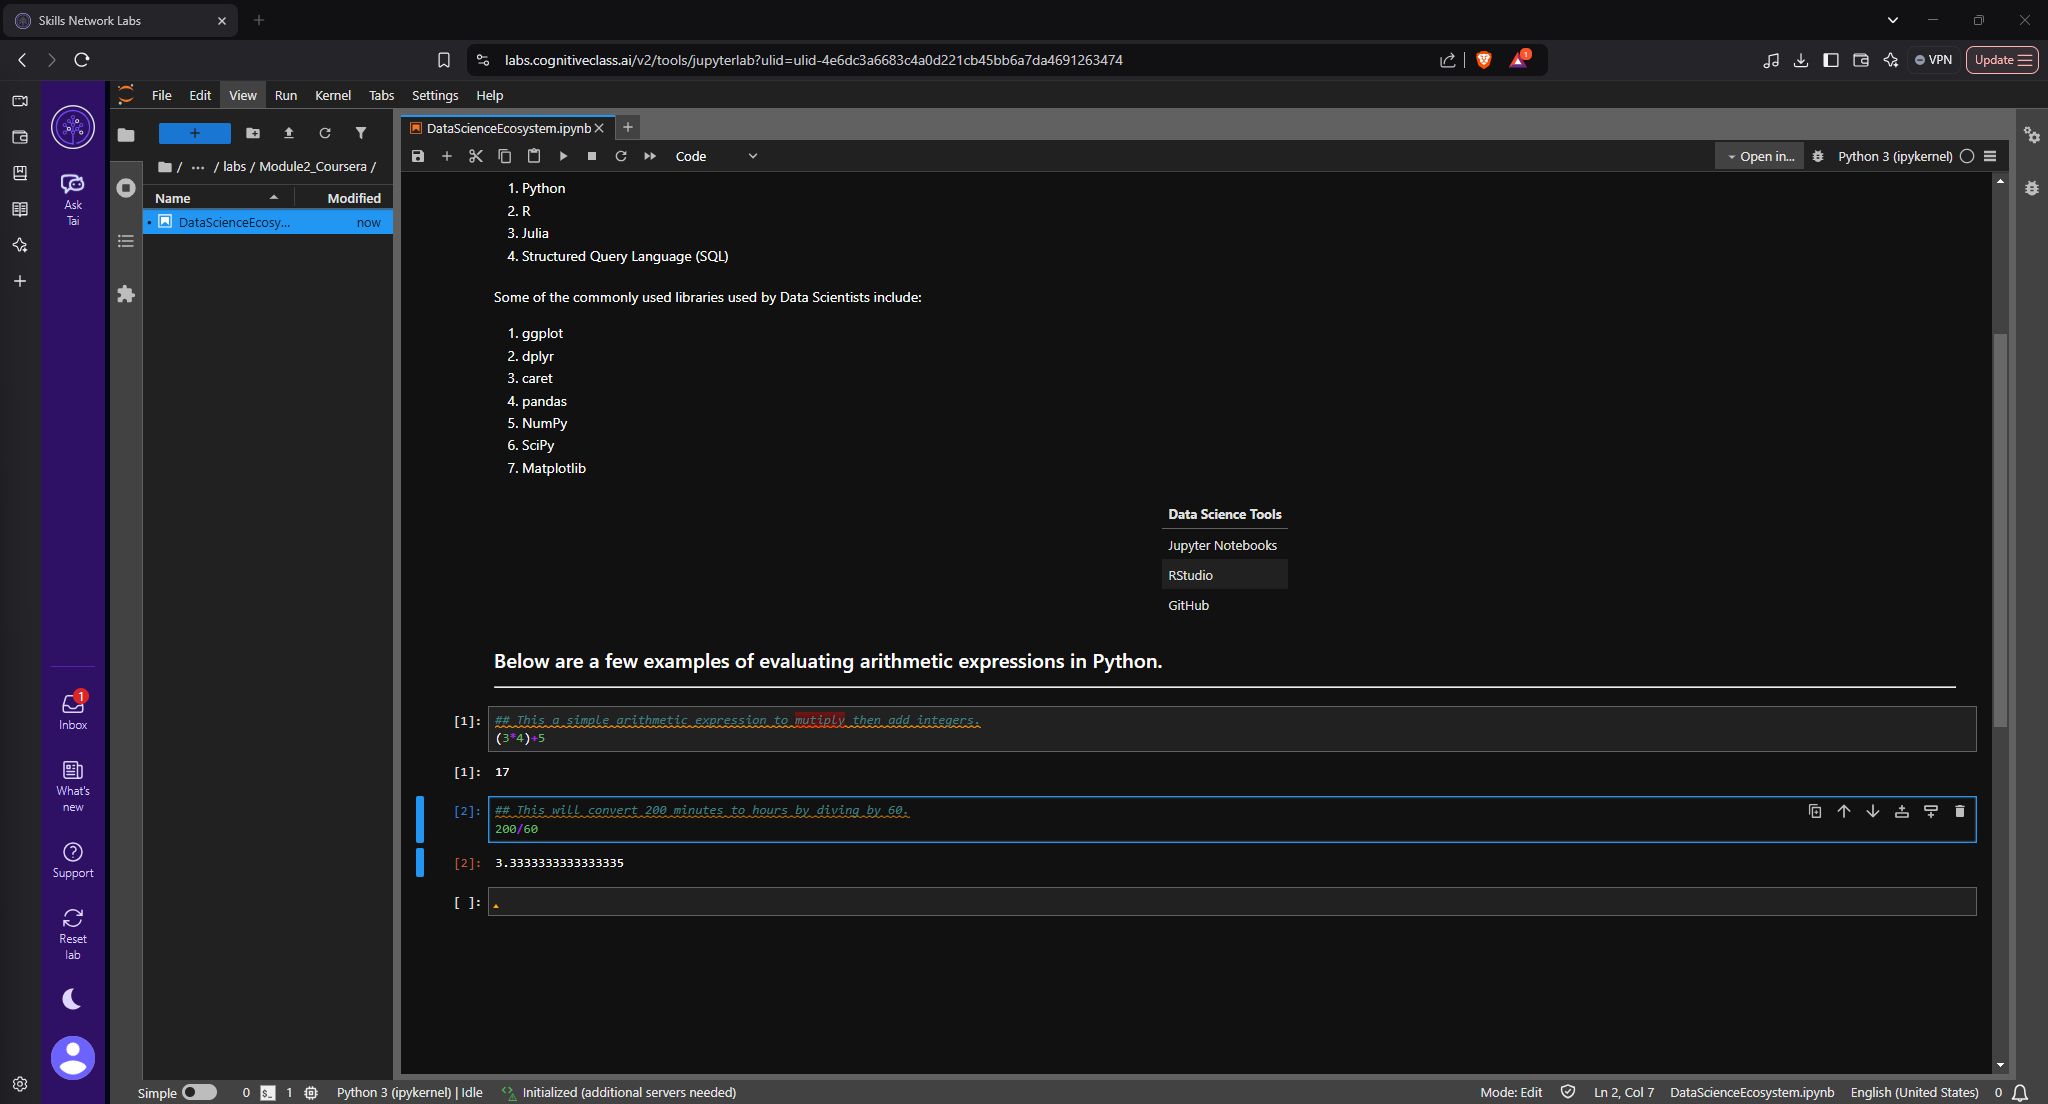 Skills Network Labs
labs.cognitiveclass.ai/v2/tools/jupyterlab?ulid=ulid-4e6dc3a6683c4a0d221cb45bb6a7da4691263474
1
VPN
Update
File Edit View Run Kernel Tabs Settings Help
Ask
Tai
/ ... / labs / Module2_Coursera /
Name Modified
DataScienceEcosy... now
DataScienceEcosystem.ipynb
Code
Open in...
Python 3 (ipykernel)
1. Python
2. R
3. Julia
4. Structured Query Language (SQL)
Some of the commonly used libraries used by Data Scientists include:
1. ggplot
2. dplyr
3. caret
4. pandas
5. NumPy
6. SciPy
7. Matplotlib
Data Science Tools
Jupyter Notebooks
RStudio
GitHub
Below are a few examples of evaluating arithmetic expressions in Python.
[1]: ## This a simple arithmetic expression to mutiply then add integers.
(3*4)+5
[1]: 17
[2]: ## This will convert 200 minutes to hours by diving by 60.
200/60
[2]: 3.3333333333333335
[ ]:
1
Inbox
What's
new
Support
Reset
lab
Simple 0 1 Python 3 (ipykernel) | Idle Initialized (additional servers needed)
Mode: Edit Ln 2, Col 7 DataScienceEcosystem.ipynb English (United States) 0